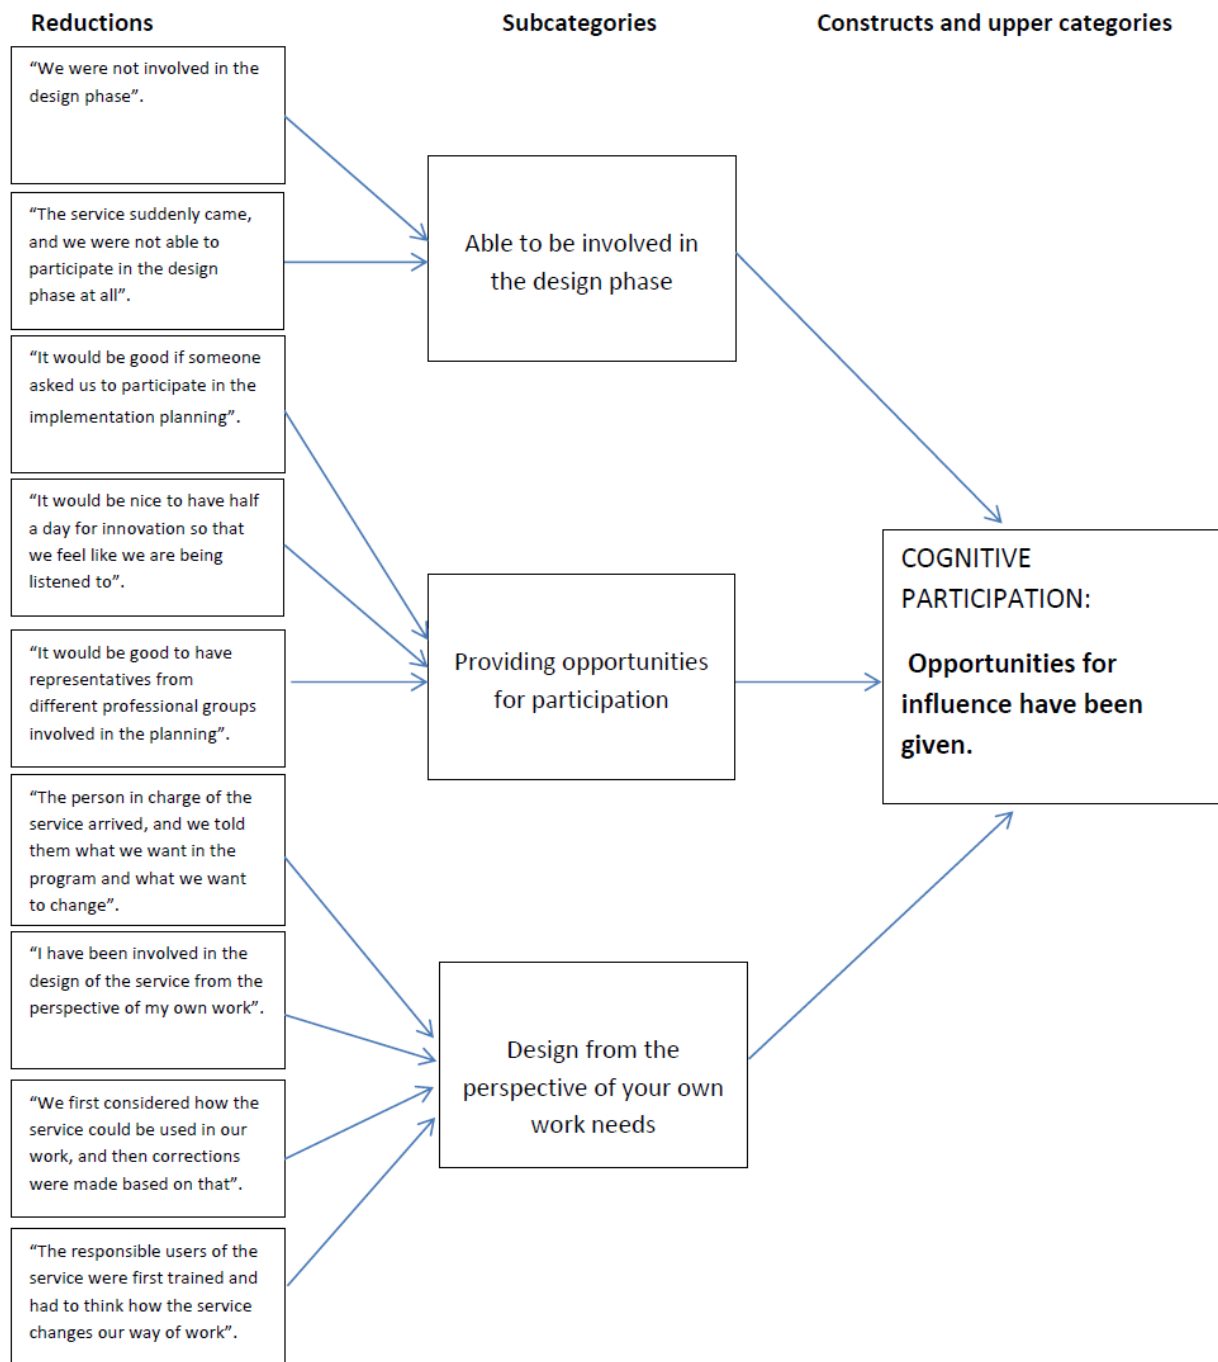 Reductions
Subcategories
Constructs and upper categories
“We were not involved in the
design phase”.
“The service suddenly came,
and we were not able to
participate in the design
phase at all”.
“It would be good if someone
asked us to participate in the
implementation planning”.
“It would be nice to have half
a day for innovation so that
we feel like we are being
listened to”.
“It would be good to have
representatives from
different professional groups
involved in the planning”.
“The person in charge of the
service arrived, and we told
them what we want in the
program and what we want
to change”.
“I have been involved in the
design of the service from the
perspective of my own work”.
“We first considered how the
service could be used in our
work, and then corrections
were made based on that”.
“The responsible users of the
service were first trained and
had to think how the service
changes our way of work”.
Able to be involved in
the design phase
Providing opportunities
for participation
Design from the
perspective of your own
work needs
COGNITIVE
PARTICIPATION:
Opportunities for
influence have been
given.